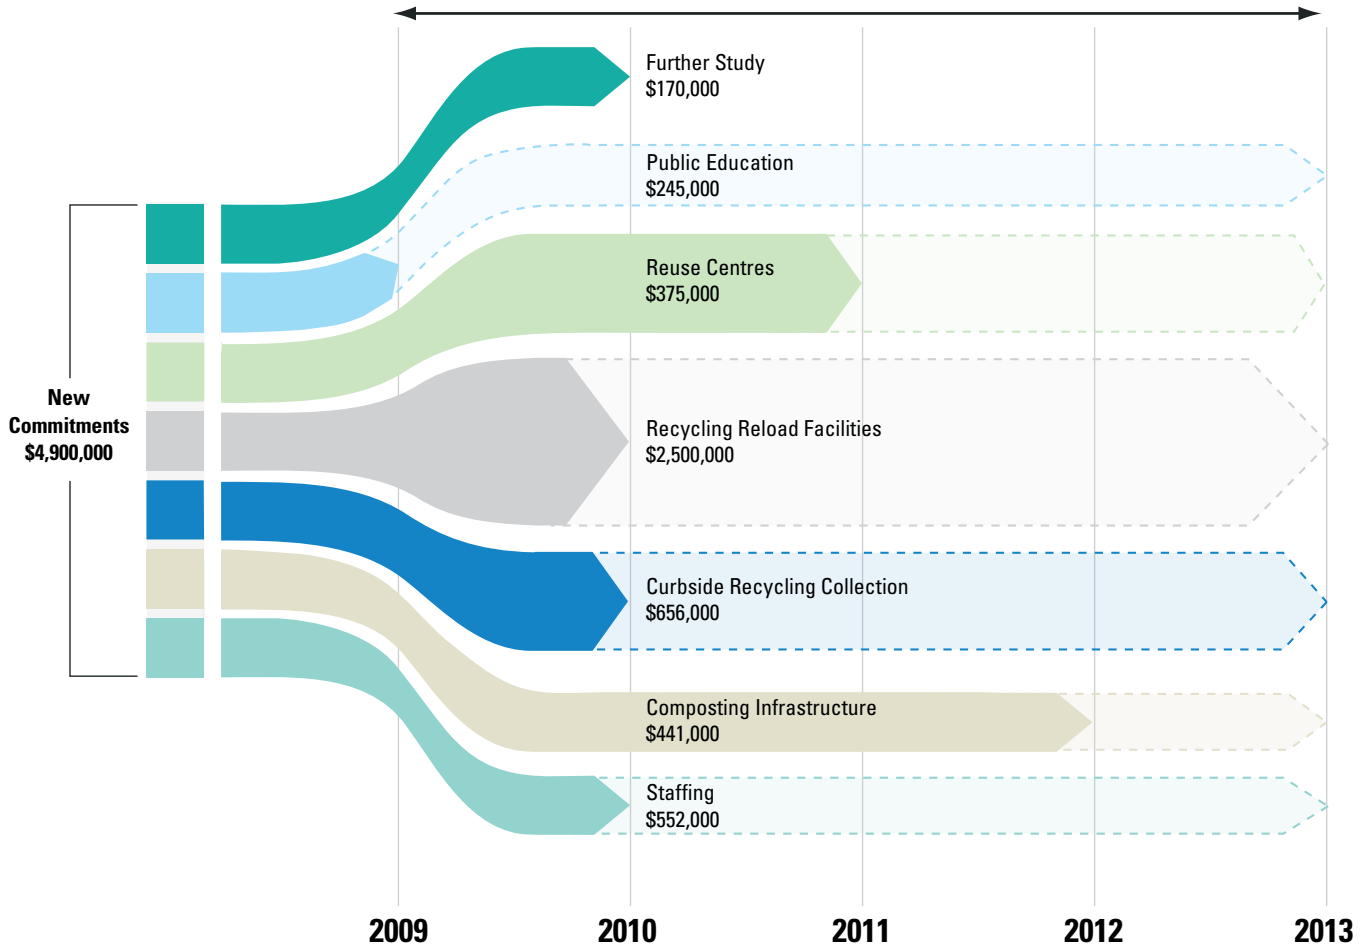 Further Study
$170,000
Public Education
$245,000
Reuse Centres
$375,000
New
Commitments
$4,900,000
Recycling Reload Facilities
$2,500,000
Curbside Recycling Collection
$656,000
Composting Infrastructure
$441,000
Staffing
$552,000
2009 2010 2011 2012 2013